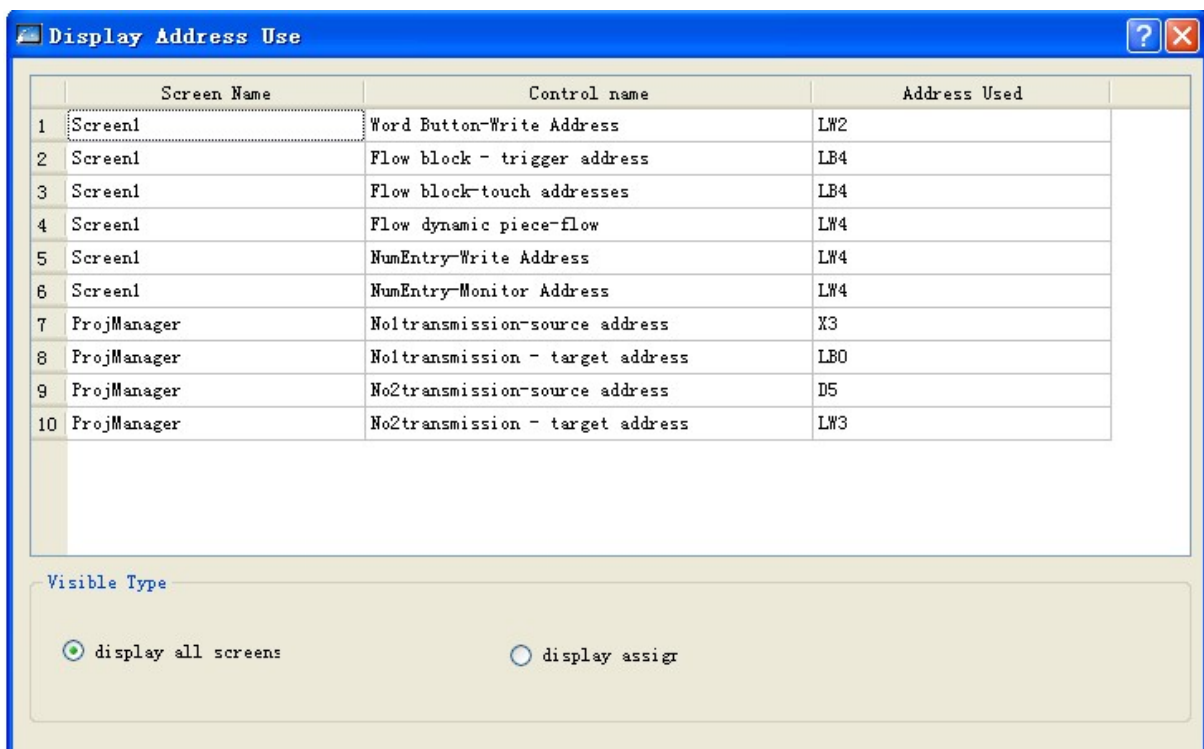 Display Address Use
Screen Name Control name Address Used
1 Screen1 Word Button-Write Address LW2
2 Screen1 Flow block - trigger address LB4
3 Screen1 Flow block-touch addresses LB4
4 Screen1 Flow dynamic piece-flow LW4
5 Screen1 NumEntry-Write Address LW4
6 Screen1 NumEntry-Monitor Address LW4
7 ProjManager No1transmission-source address X3
8 ProjManager No1transmission - target address LB0
9 ProjManager No2transmission-source address D5
10 ProjManager No2transmission - target address LW3
Visible Type
display all screens display assigr